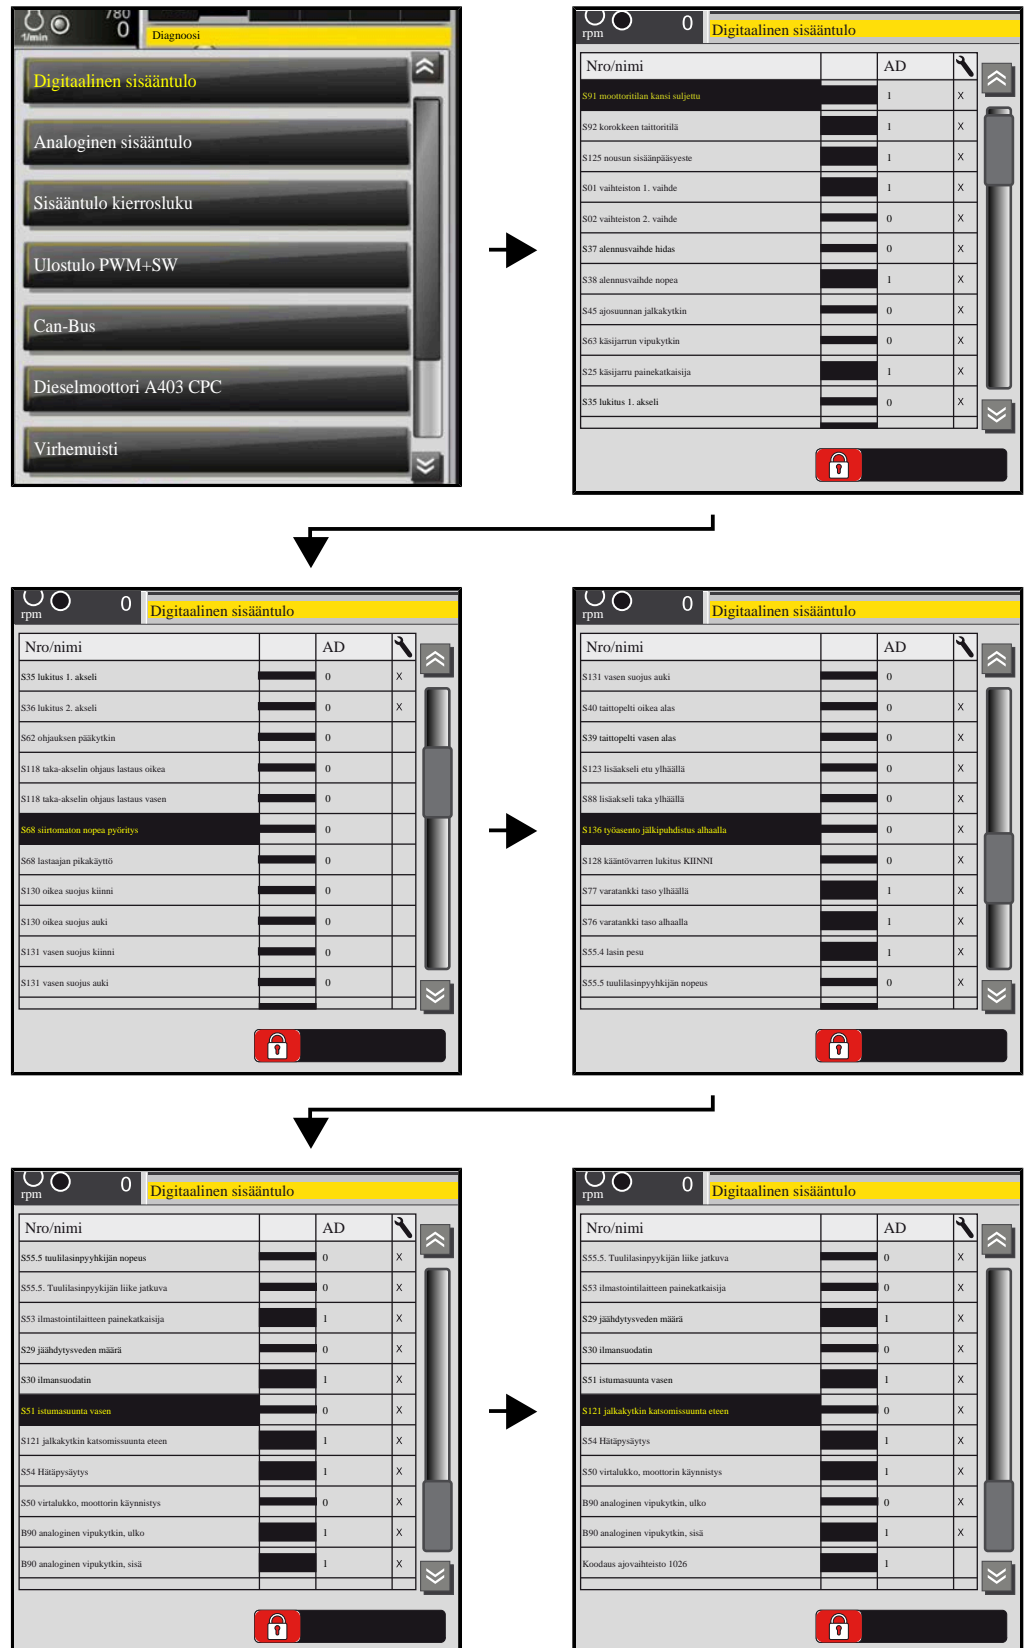 780
1/min 0 Diagnoosi
Digitaalinen sisääntulo
Analoginen sisääntulo
Sisääntulo kierrosluku
Ulostulo PWM+SW
Can-Bus
Dieselmoottori A403 CPC
Virhemuisti
rpm 0 Digitaalinen sisääntulo
Nro/nimi AD
S91 moottoritilan kansi suljettu 1 X
S92 korokkeen taittoritilä 1 X
S125 nousun sisäänpääsyeste 1 X
S01 vaihteiston 1. vaihde 1 X
S02 vaihteiston 2. vaihde 0 X
S37 alennusvaihde hidas 0 X
S38 alennusvaihde nopea 1 X
S45 ajosuunnan jalkakytkin 0 X
S63 käsijarrun vipukytkin 0 X
S25 käsijarru painekatkaisija 1 X
S35 lukitus 1. akseli 0 X
rpm 0 Digitaalinen sisääntulo
Nro/nimi AD
S35 lukitus 1. akseli 0 X
S36 lukitus 2. akseli 0 X
S62 ohjauksen pääkytkin 0
S118 taka-akselin ohjaus lastaus oikea 0
S118 taka-akselin ohjaus lastaus vasen 0
S68 siirtomaton nopea pyöritys 0
S68 lastaajan pikakäyttö 0
S130 oikea suojus kiinni 0
S130 oikea suojus auki 0
S131 vasen suojus kiinni 0
S131 vasen suojus auki 0
rpm 0 Digitaalinen sisääntulo
Nro/nimi AD
S131 vasen suojus auki 0
S40 taittopelti oikea alas 0 X
S39 taittopelti vasen alas 0 X
S123 lisäakseli etu ylhäällä 0 X
S88 lisäakseli taka ylhäällä 0 X
S136 työasento jälkipuhdistus alhaalla 0 X
S128 kääntövarren lukitus KIINNI 0 X
S77 varatankki taso ylhäällä 1 X
S76 varatankki taso alhaalla 1 X
S55.4 lasin pesu 1 X
S55.5 tuulilasinpyyhkijän nopeus 0 X
rpm 0 Digitaalinen sisääntulo
Nro/nimi AD
S55.5 tuulilasinpyyhkijän nopeus 0 X
S55.5. Tuulilasinpyykijän liike jatkuva 0 X
S53 ilmastointilaitteen painekatkaisija 1 X
S29 jäähdytysveden määrä 0 X
S30 ilmansuodatin 1 X
S51 istumasuunta vasen 0 X
S121 jalkakytkin katsomissuunta eteen 1 X
S54 Hätäpysäytys 1 X
S50 virtalukko, moottorin käynnistys 0 X
B90 analoginen vipukytkin, ulko 1 X
B90 analoginen vipukytkin, sisä 1 X
rpm 0 Digitaalinen sisääntulo
Nro/nimi AD
S55.5. Tuulilasinpyykijän liike jatkuva 0 X
S53 ilmastointilaitteen painekatkaisija 0 X
S29 jäähdytysveden määrä 1 X
S30 ilmansuodatin 0 X
S51 istumasuunta vasen 1 X
S121 jalkakytkin katsomissuunta eteen 0 X
S54 Hätäpysäytys 1 X
S50 virtalukko, moottorin käynnistys 1 X
B90 analoginen vipukytkin, ulko 0 X
B90 analoginen vipukytkin, sisä 1 X
Koodaus ajovaihteisto 1026 1